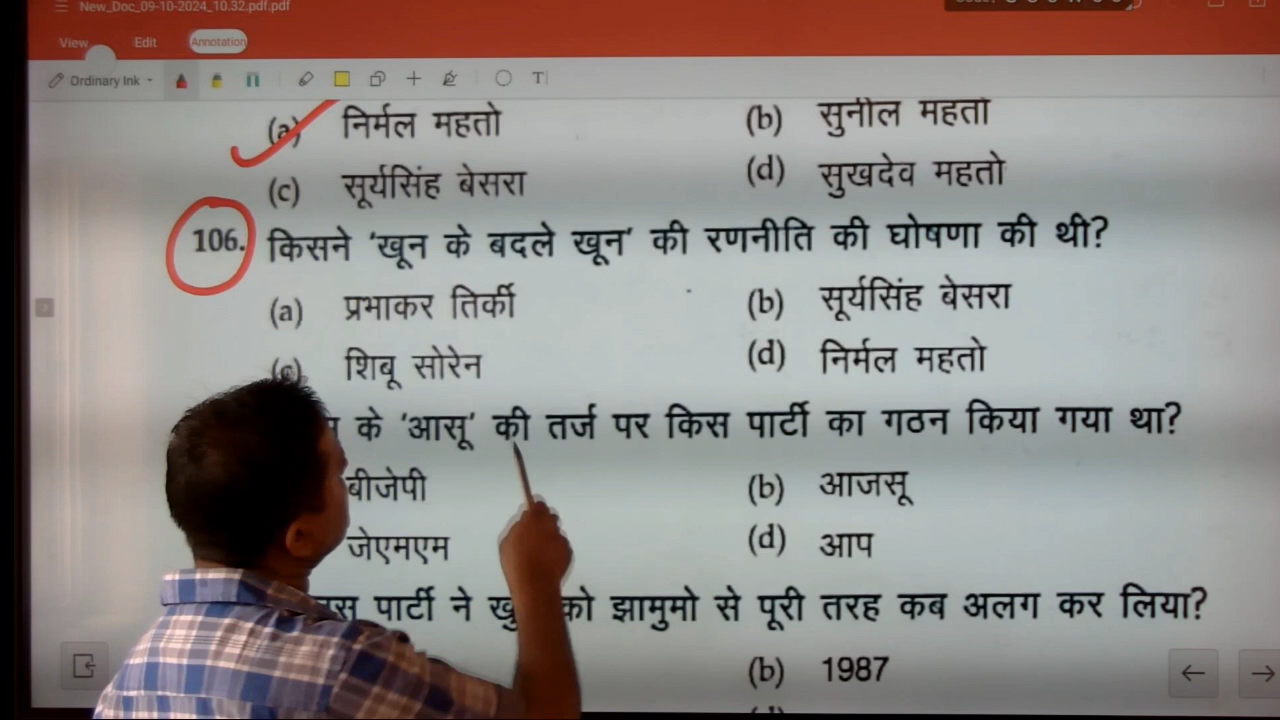 New_Doc_09-10-2024_10.32.pdf.pdf
View Edit Annotation
Ordinary Ink T
(a) निर्मल महतो (b) सुनील महतो
(c) सूर्यसिंह बेसरा (d) सुखदेव महतो
106. किसने 'खून के बदले खून' की रणनीति की घोषणा की थी?
(a) प्रभाकर तिर्की (b) सूर्यसिंह बेसरा
(c) शिबू सोरेन (d) निर्मल महतो
के 'आसू' की तर्ज पर किस पार्टी का गठन किया गया था?
बीजेपी (b) आजसू
जेएमएम (d) आप
पार्टी ने को झामुमो से पूरी तरह कब अलग कर लिया?
(b) 1987